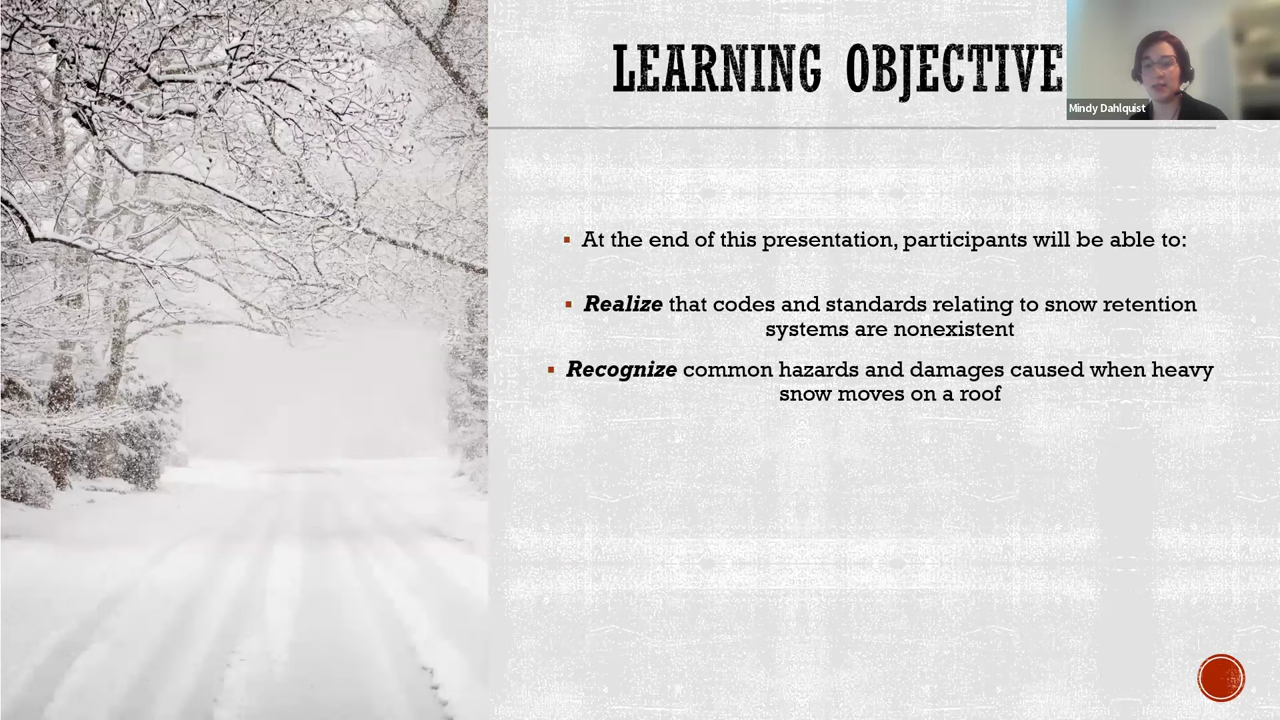 LEARNING OBJECTIVE
Mindy Dahlquist
▪ At the end of this presentation, participants will be able to:
▪ Realize that codes and standards relating to snow retention
systems are nonexistent
▪ Recognize common hazards and damages caused when heavy
snow moves on a roof